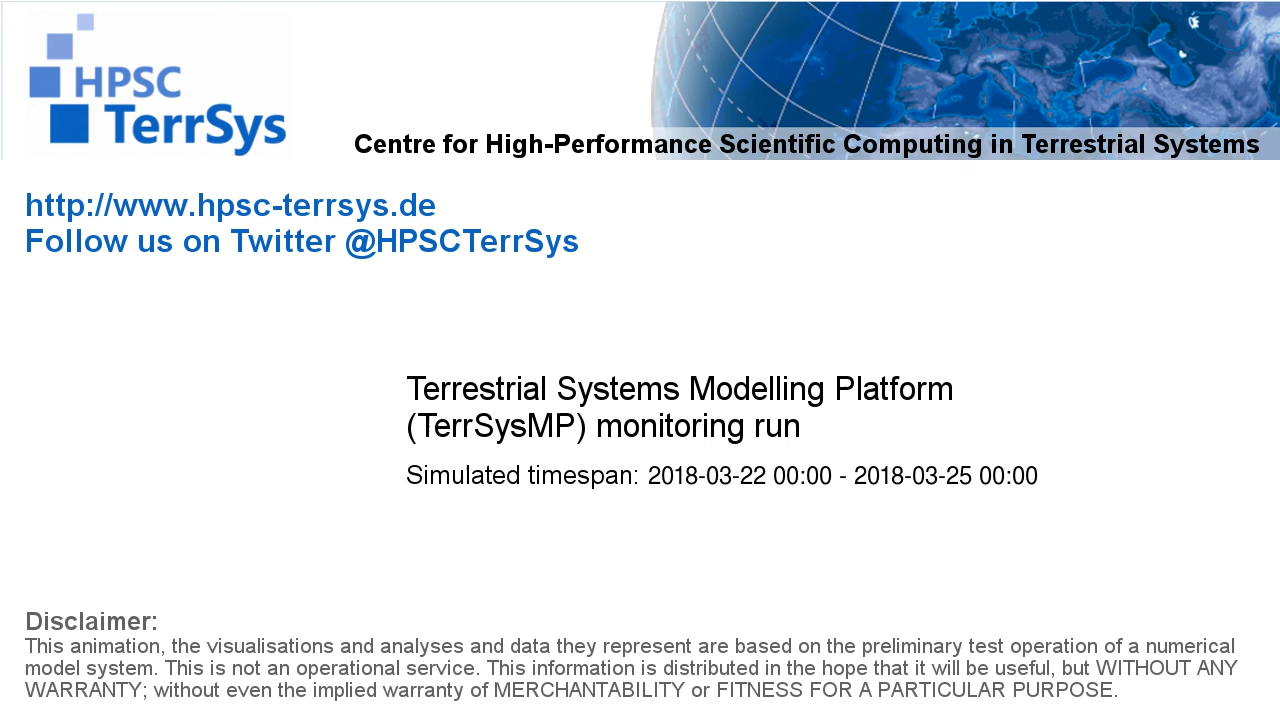 HPSC
TerrSys
Centre for High-Performance Scientific Computing in Terrestrial Systems
http://www.hpsc-terrsys.de
Follow us on Twitter @HPSCTerrSys
Terrestrial Systems Modelling Platform
(TerrSysMP) monitoring run
Simulated timespan: 2018-03-22 00:00 - 2018-03-25 00:00
Disclaimer:
This animation, the visualisations and analyses and data they represent are based on the preliminary test operation of a numerical
model system. This is not an operational service. This information is distributed in the hope that it will be useful, but WITHOUT ANY
WARRANTY; without even the implied warranty of MERCHANTABILITY or FITNESS FOR A PARTICULAR PURPOSE.